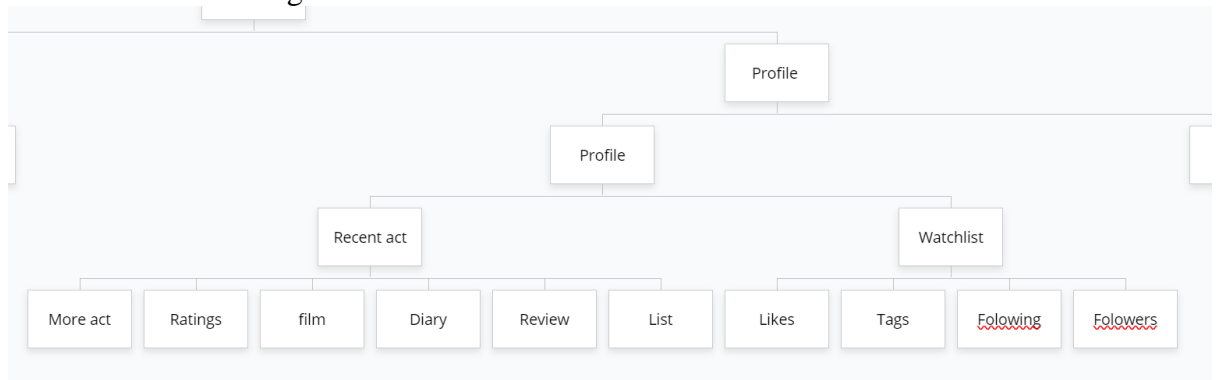 Profile
Profile
Recent act
Watchlist
More act
Ratings
film
Diary
Review
List
Likes
Tags
Folowing
Folowers